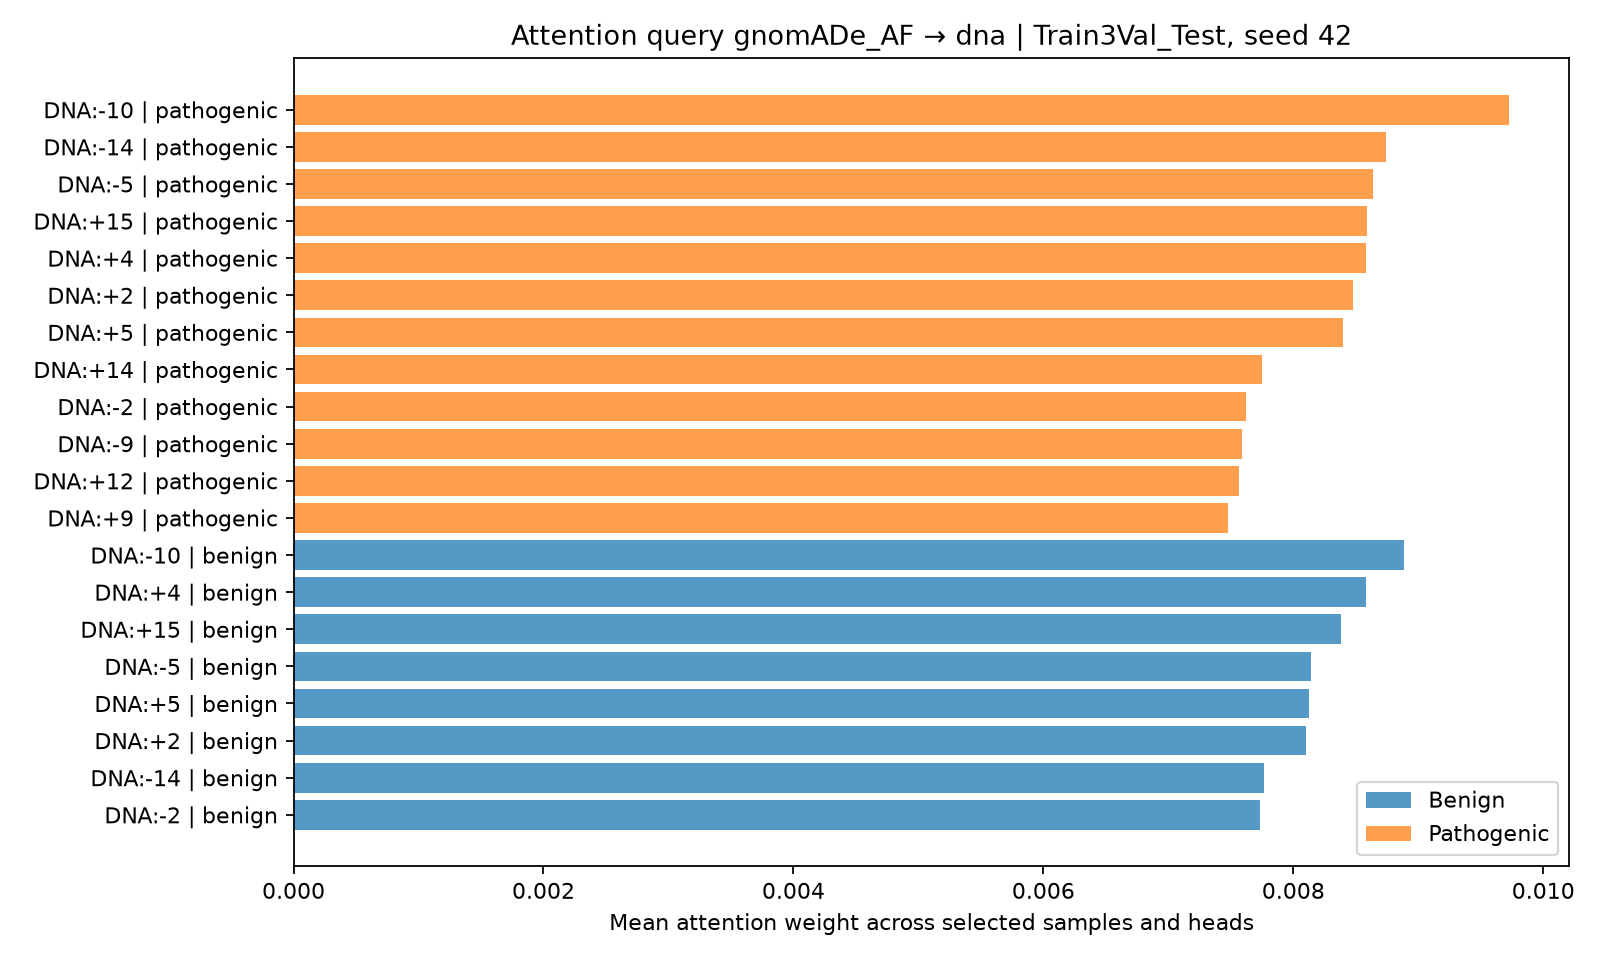 Attention query gnomADe_AF → dna | Train3Val_Test, seed 42
DNA:-10 | pathogenic
DNA:-14 | pathogenic
DNA:-5 | pathogenic
DNA:+15 | pathogenic
DNA:+4 | pathogenic
DNA:+2 | pathogenic
DNA:+5 | pathogenic
DNA:+14 | pathogenic
DNA:-2 | pathogenic
DNA:-9 | pathogenic
DNA:+12 | pathogenic
DNA:+9 | pathogenic
DNA:-10 | benign
DNA:+4 | benign
DNA:+15 | benign
DNA:-5 | benign
DNA:+5 | benign
DNA:+2 | benign
DNA:-14 | benign
DNA:-2 | benign
Benign
Pathogenic
0.000 0.002 0.004 0.006 0.008 0.010
Mean attention weight across selected samples and heads